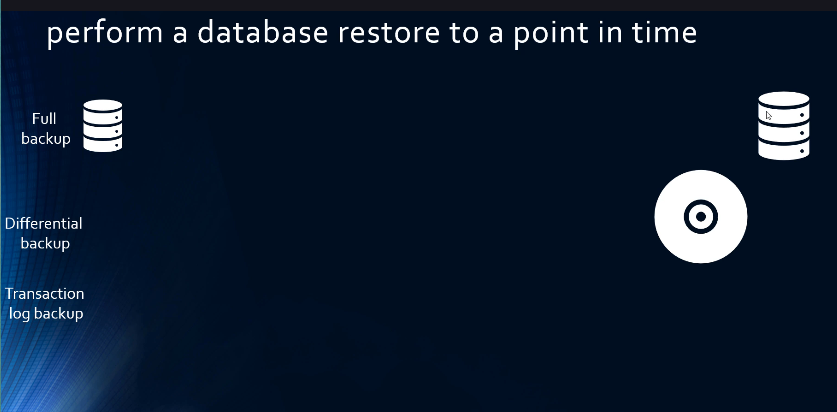 perform a database restore to a point in time
Full
backup
Differential
backup
Transaction
log backup